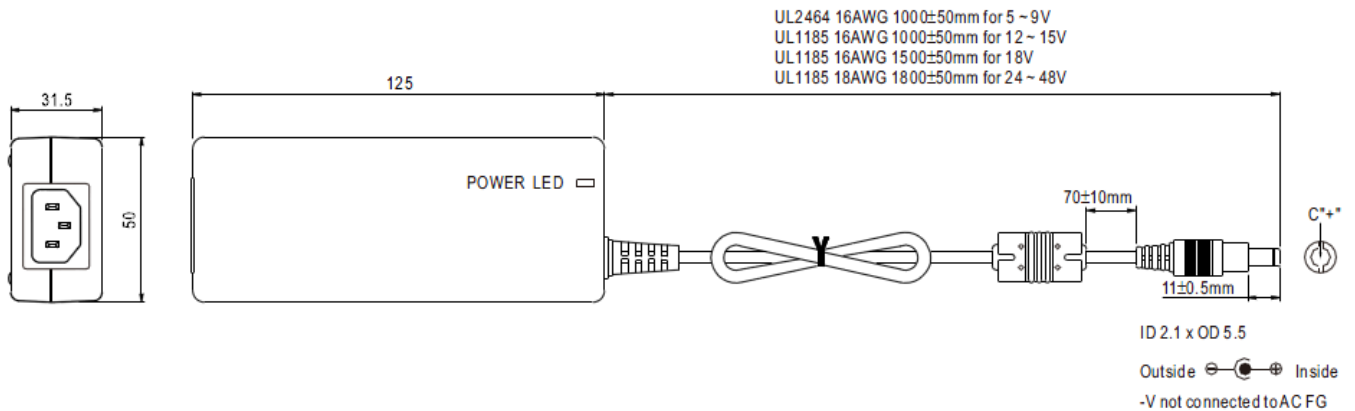 UL2464 16AWG 1000±50mm for 5 ~ 9V
UL1185 16AWG 1000±50mm for 12 ~ 15V
UL1185 16AWG 1500±50mm for 18V
UL1185 18AWG 1800±50mm for 24 ~ 48V
31.5
125
50
POWER LED
70±10mm
C"+"
11±0.5mm
ID 2.1 x OD 5.5
Outside ⊖ ⊕ Inside
-V not connected to AC FG